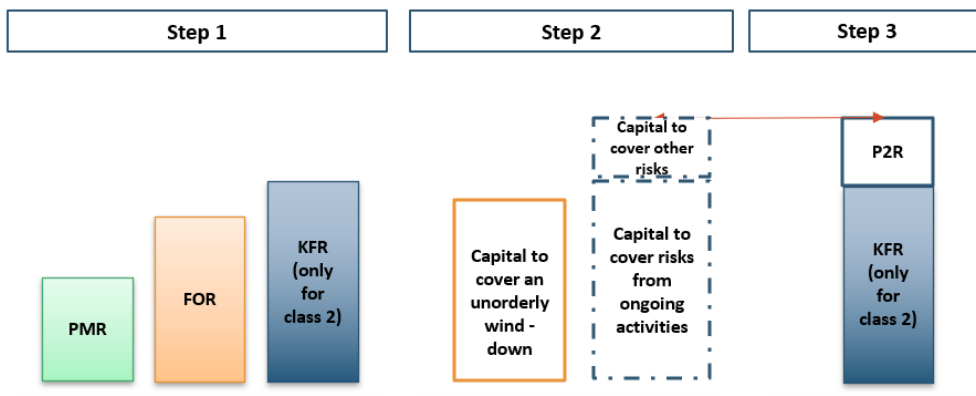 Step 1
Step 2
Step 3
PMR
FOR
KFR
(only
for
class 2)
Capital to
cover an
unorderly
wind -
down
Capital to
cover other
risks
Capital to
cover risks
from
ongoing
activities
P2R
KFR
(only
for
class 2)